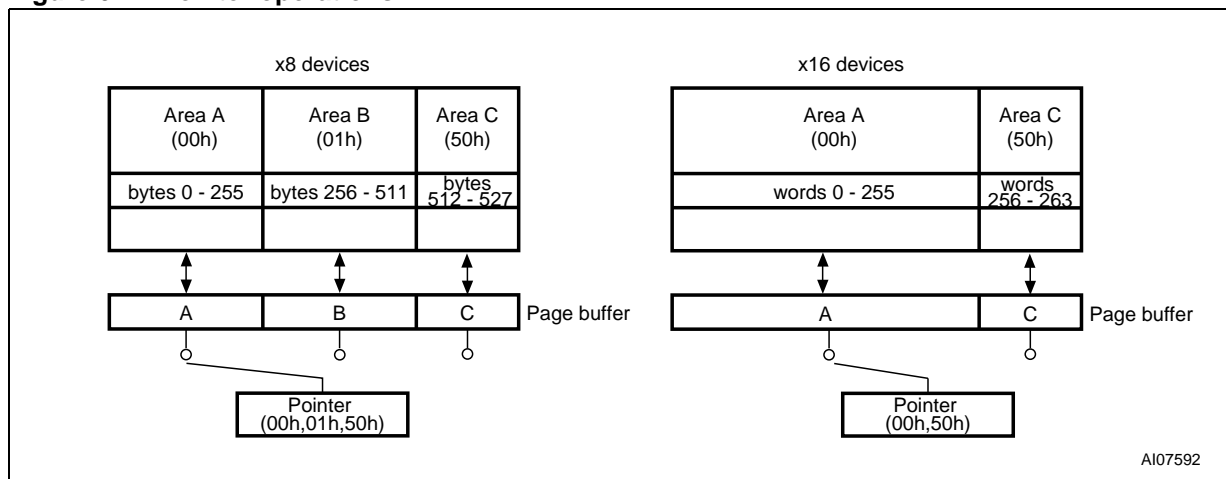 x8 devices
Area A
(00h)
Area B
(01h)
Area C
(50h)
bytes 0 - 255
bytes 256 - 511
bytes
512 - 527
A
B
C
Page buffer
Pointer
(00h,01h,50h)
x16 devices
Area A
(00h)
Area C
(50h)
words 0 - 255
words
256 - 263
A
C
Page buffer
Pointer
(00h,50h)
AI07592